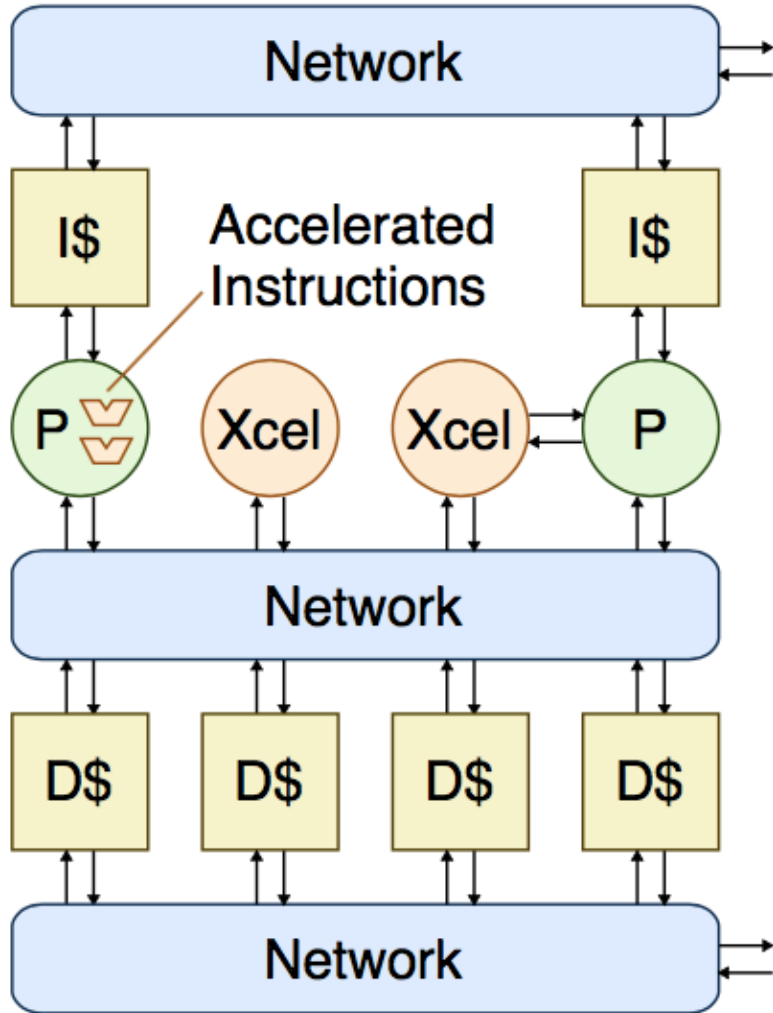 Network
I$
I$
Accelerated
Instructions
P
Xcel
Xcel
P
Network
D$
D$
D$
D$
Network